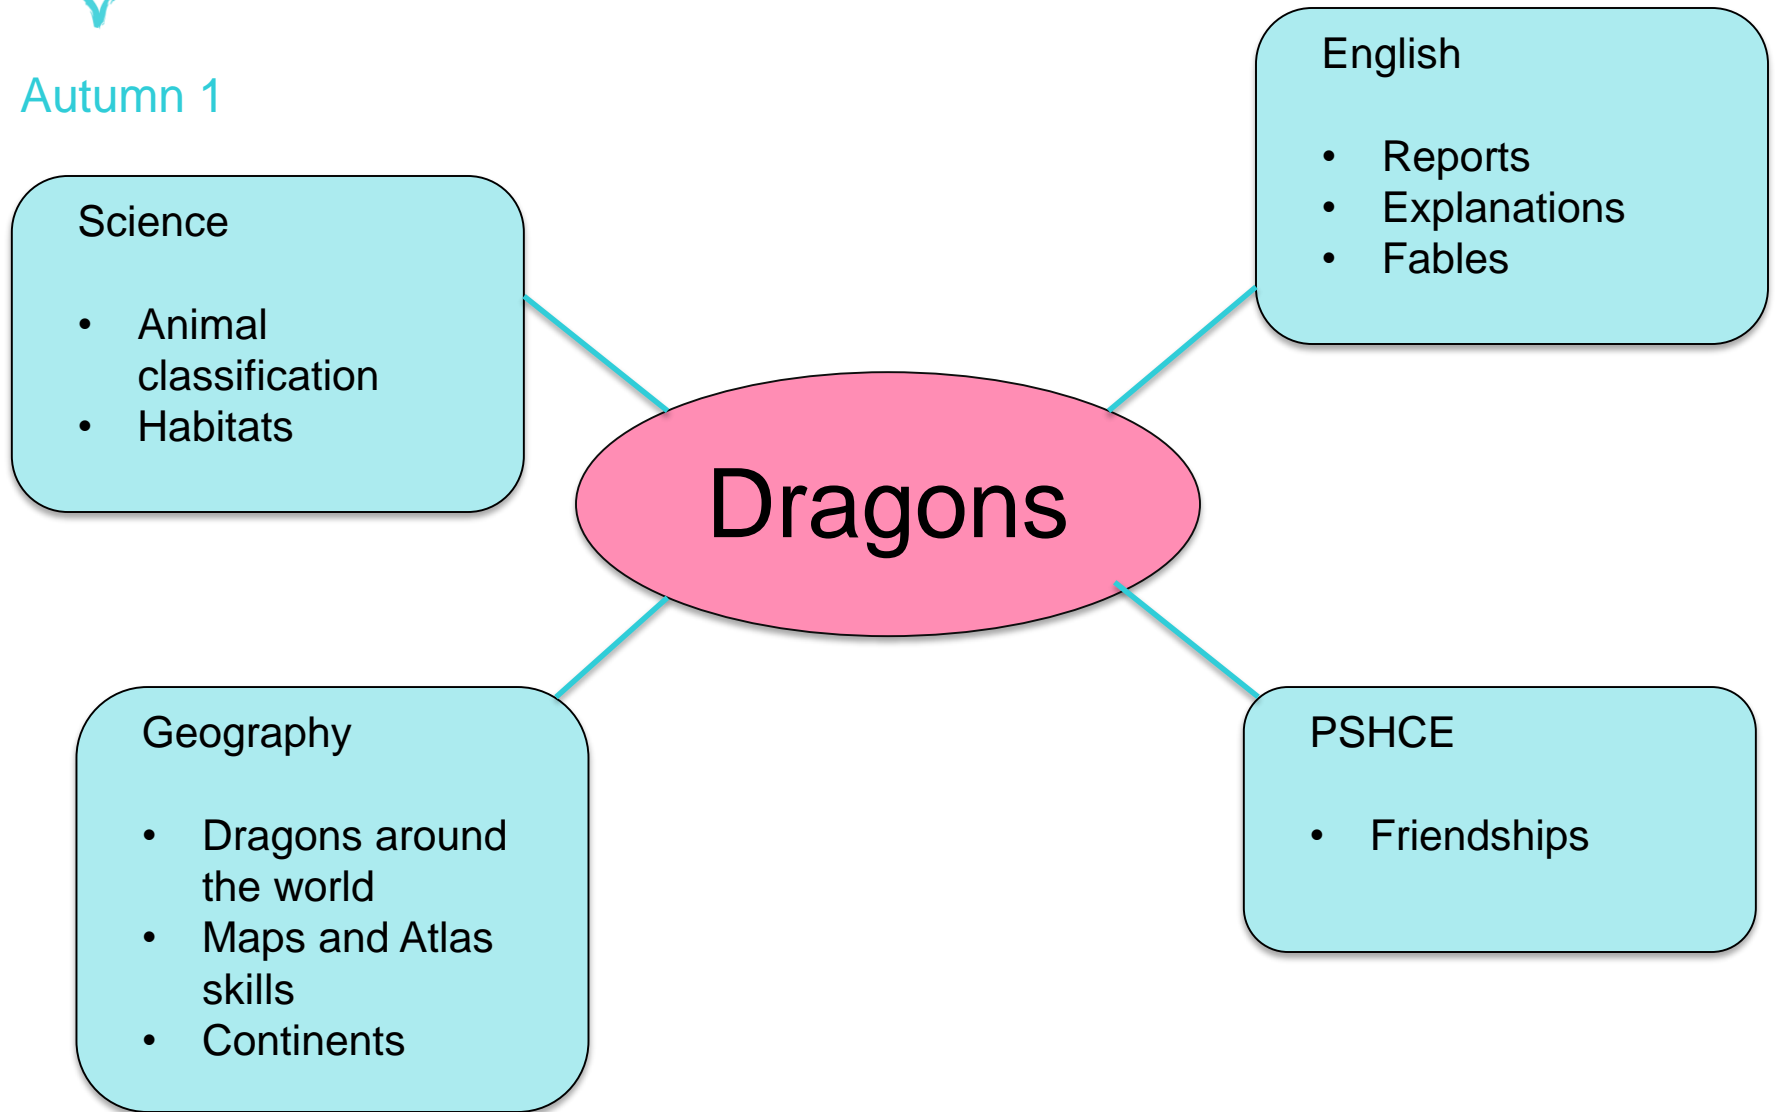 Autumn 1
Science
• Animal
classification
• Habitats
English
• Reports
• Explanations
• Fables
Dragons
Geography
• Dragons around
the world
• Maps and Atlas
skills
• Continents
PSHCE
• Friendships